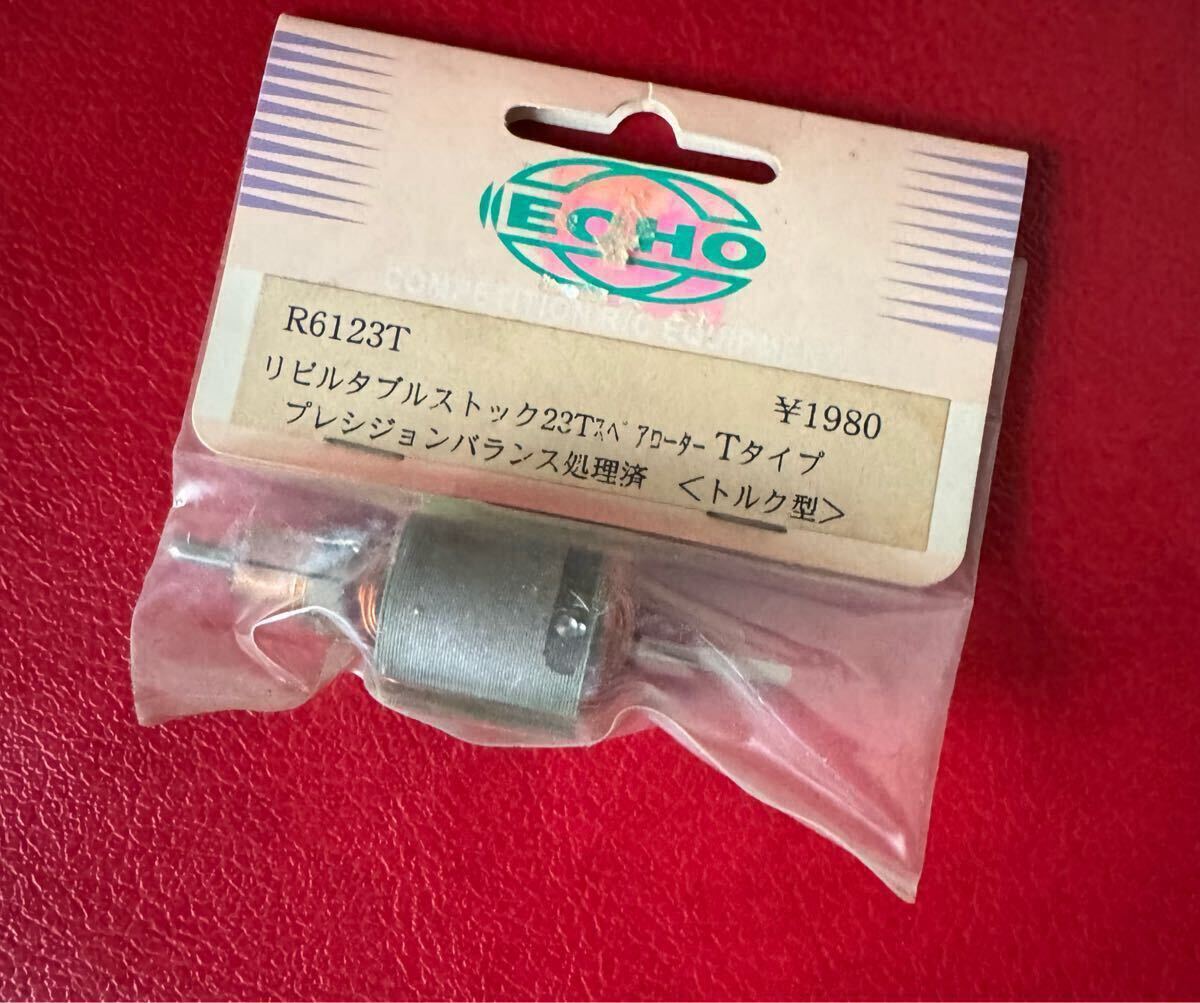 ECHO
COMPETITION R/C EQUIPMENT
R6123T
¥1980
リビルタブルストック23Tｽﾍﾟｱﾛｰﾀｰ Tタイプ
プレシジョンバランス処理済 <トルク型>